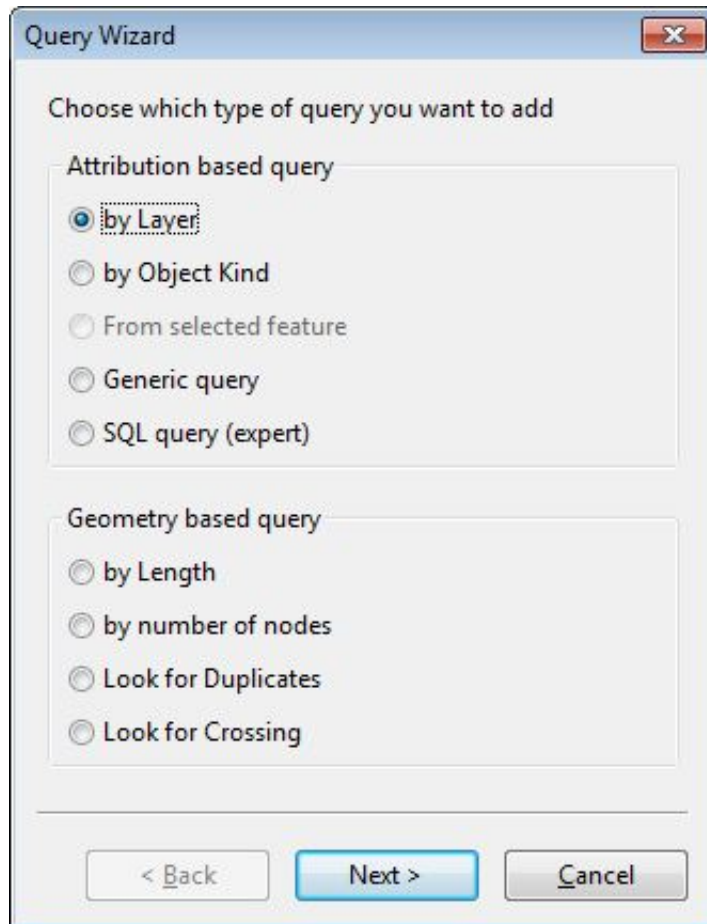 Query Wizard
Choose which type of query you want to add
Attribution based query
by Layer
by Object Kind
From selected feature
Generic query
SQL query (expert)
Geometry based query
by Length
by number of nodes
Look for Duplicates
Look for Crossing
< Back Next > Cancel